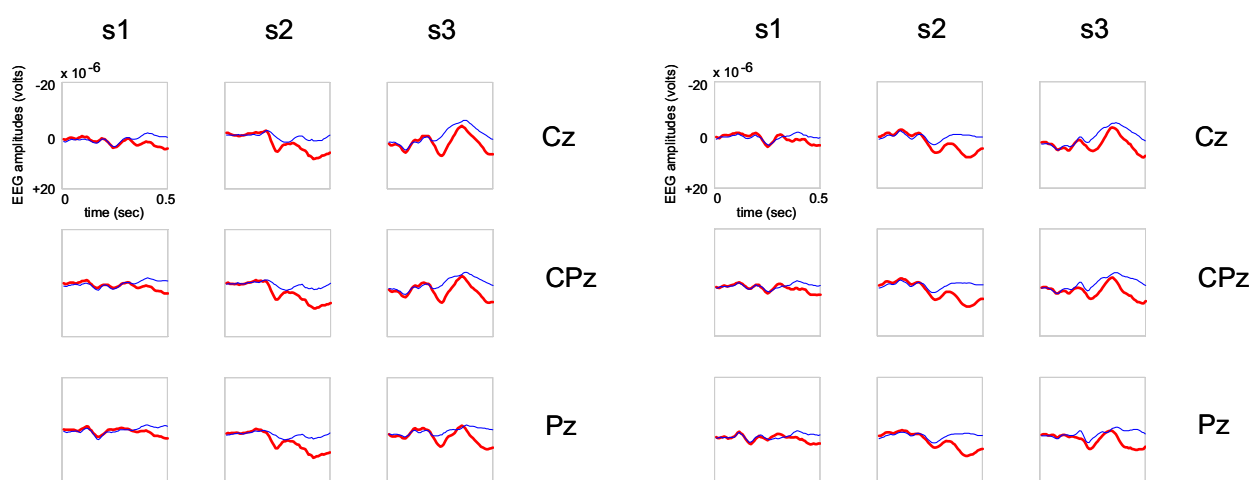 s1 s2 s3
x 10⁻⁶
EEG amplitudes (volts)
-20
0
+20
0 0.5
time (sec)
Cz
CPz
Pz
s1 s2 s3
x 10⁻⁶
EEG amplitudes (volts)
-20
0
+20
0 0.5
time (sec)
Cz
CPz
Pz